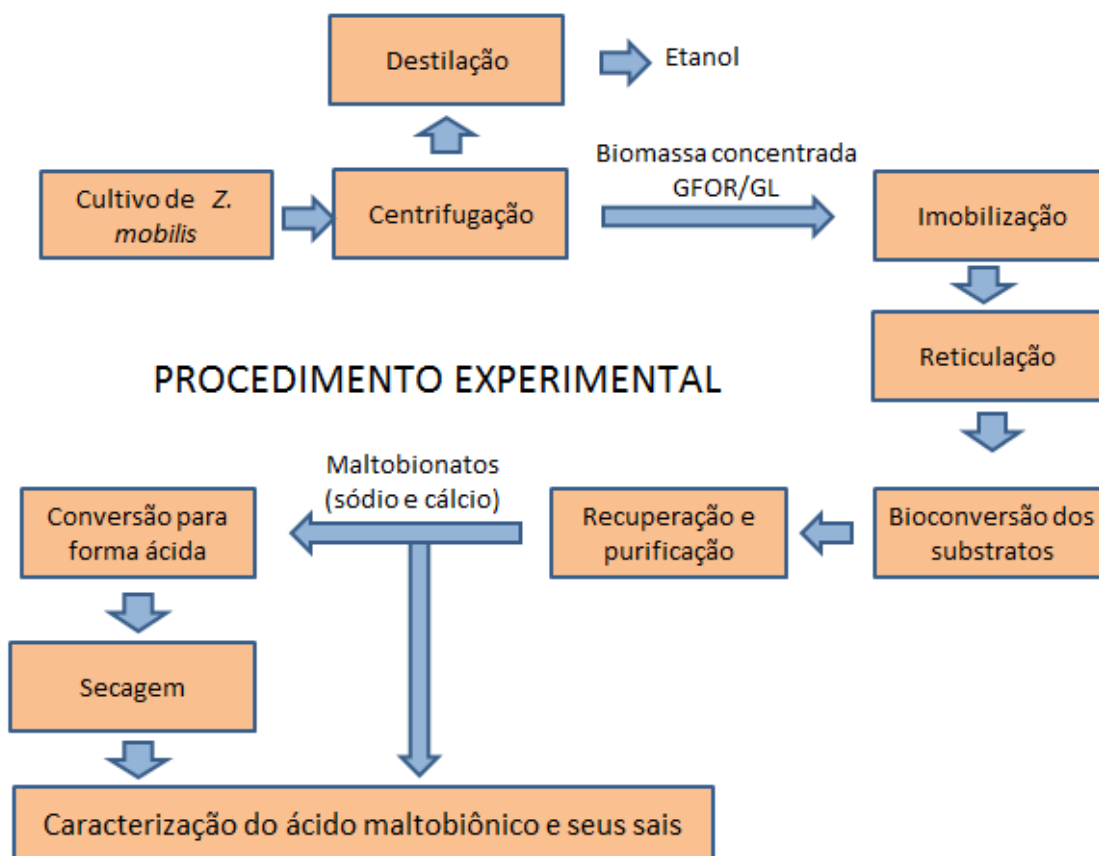 Destilação
Etanol
Biomassa concentrada
GFOR/GL
Cultivo de Z.
mobilis
Centrifugação
Imobilização
Reticulação
PROCEDIMENTO EXPERIMENTAL
Maltobionatos
(sódio e cálcio)
Conversão para
forma ácida
Recuperação e
purificação
Bioconversão dos
substratos
Secagem
Caracterização do ácido maltobiônico e seus sais